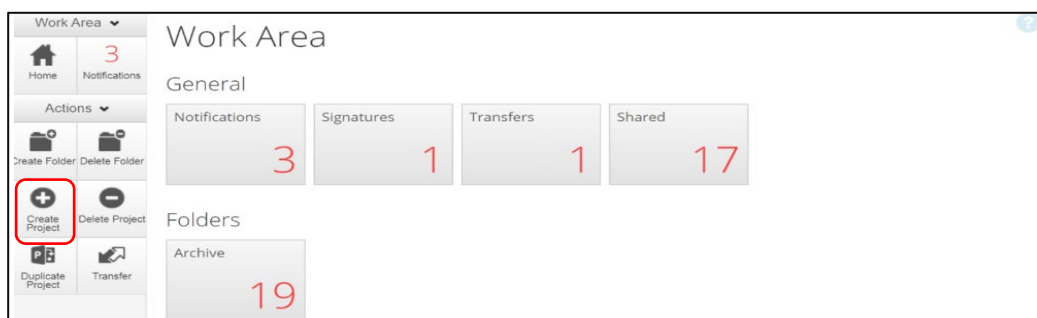 Work Area
3
Home Notifications
Actions
Create Folder Delete Folder
Create Project Delete Project
Duplicate Project Transfer
Work Area
General
Notifications Signatures Transfers Shared
3 1 1 17
Folders
Archive
19